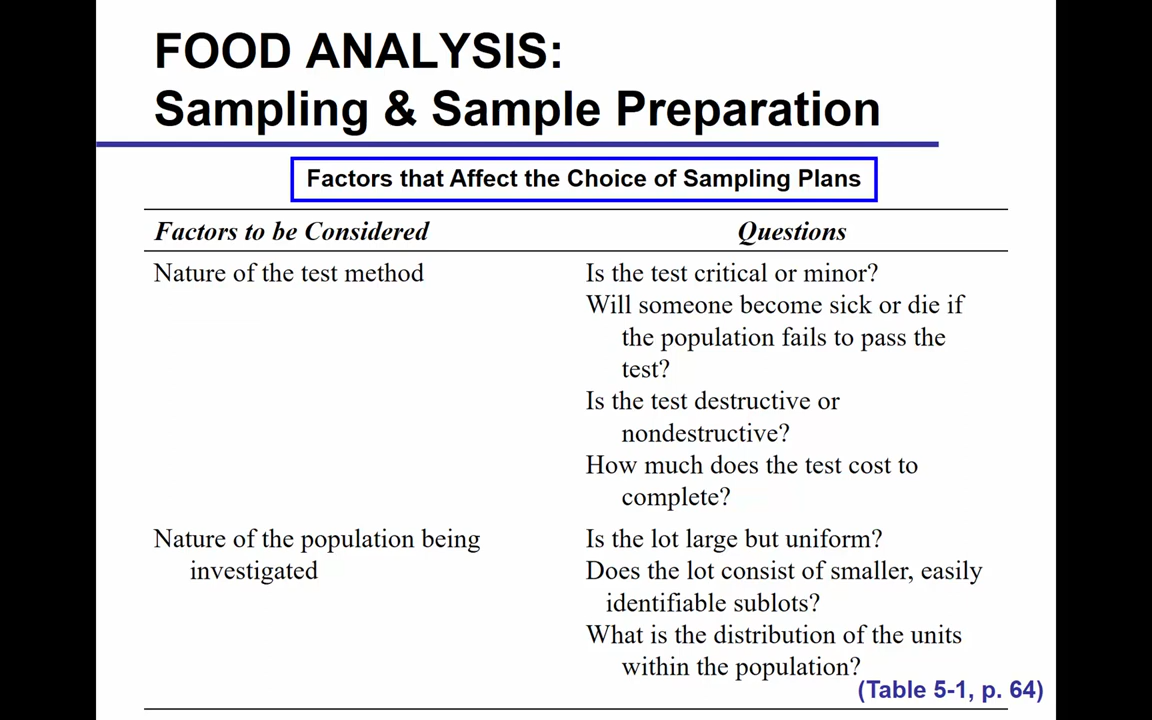 FOOD ANALYSIS:
Sampling & Sample Preparation
Factors that Affect the Choice of Sampling Plans
Factors to be Considered
Questions
Nature of the test method
Is the test critical or minor?
Will someone become sick or die if
the population fails to pass the
test?
Is the test destructive or
nondestructive?
How much does the test cost to
complete?
Nature of the population being
investigated
Is the lot large but uniform?
Does the lot consist of smaller, easily
identifiable sublots?
What is the distribution of the units
within the population?
(Table 5-1, p. 64)